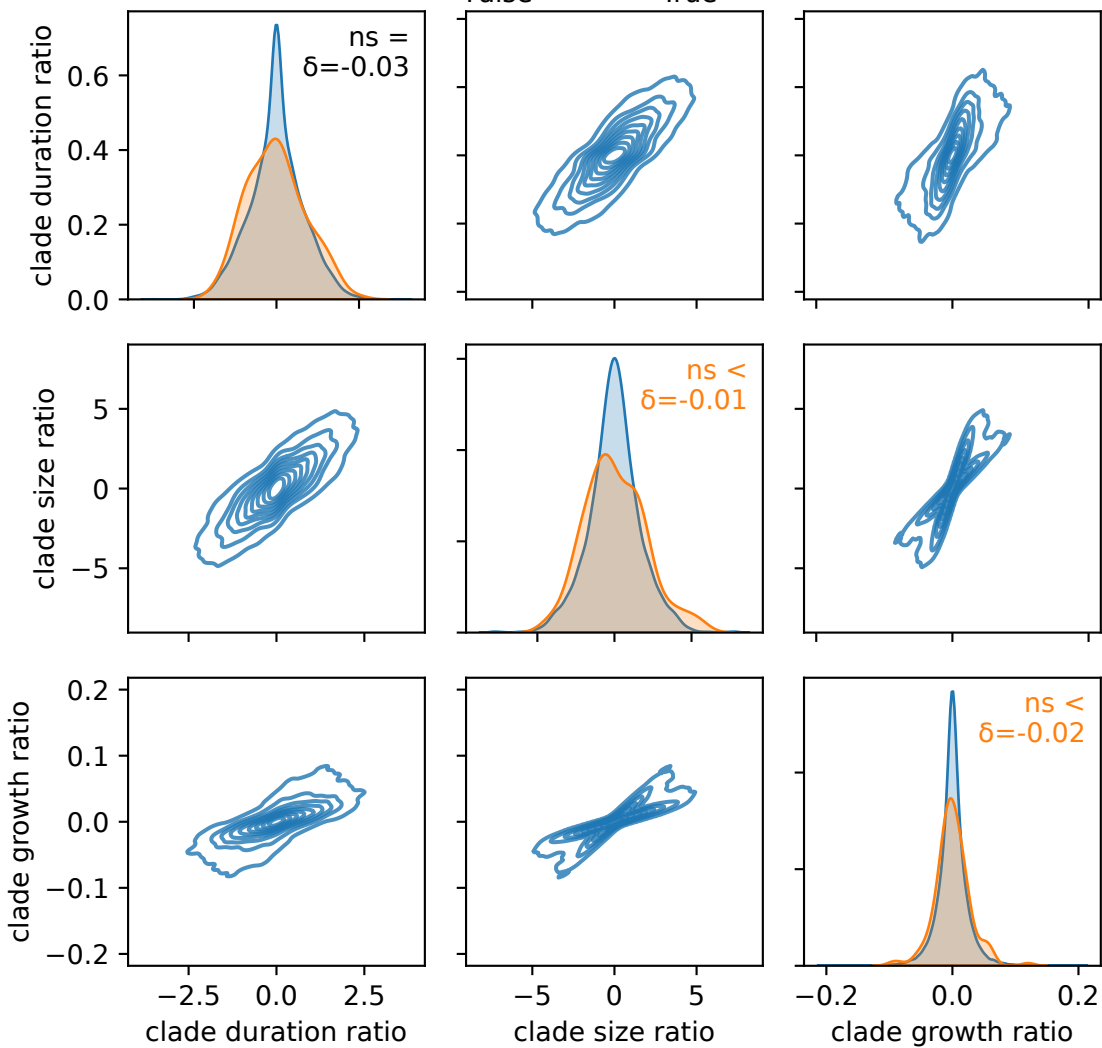 clade duration ratio
0.6
0.4
0.2
0.0
ns =
δ=-0.03
clade size ratio
5
0
−5
ns <
δ=-0.01
clade growth ratio
0.2
0.1
0.0
−0.1
−0.2
ns <
δ=-0.02
−2.5 0.0 2.5
−5 0 5
−0.2 0.0 0.2
clade duration ratio
clade size ratio
clade growth ratio